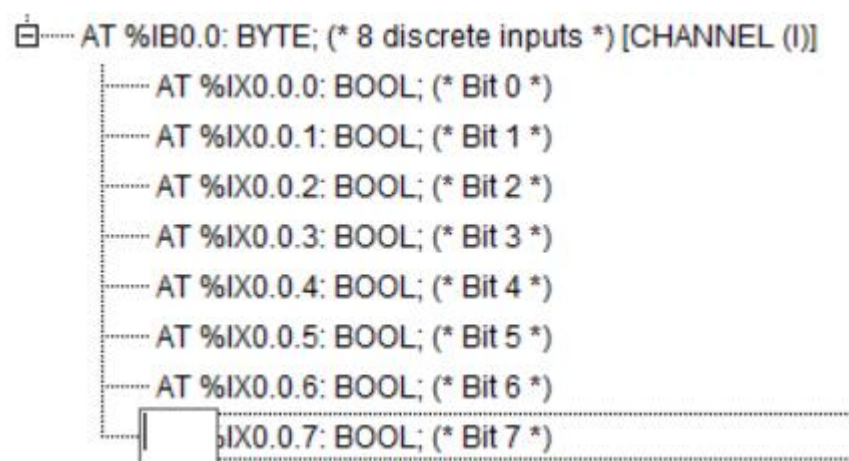 AT %IB0.0: BYTE; (* 8 discrete inputs *) [CHANNEL (I)]
AT %IX0.0.0: BOOL; (* Bit 0 *)
AT %IX0.0.1: BOOL; (* Bit 1 *)
AT %IX0.0.2: BOOL; (* Bit 2 *)
AT %IX0.0.3: BOOL; (* Bit 3 *)
AT %IX0.0.4: BOOL; (* Bit 4 *)
AT %IX0.0.5: BOOL; (* Bit 5 *)
AT %IX0.0.6: BOOL; (* Bit 6 *)
IX0.0.7: BOOL; (* Bit 7 *)